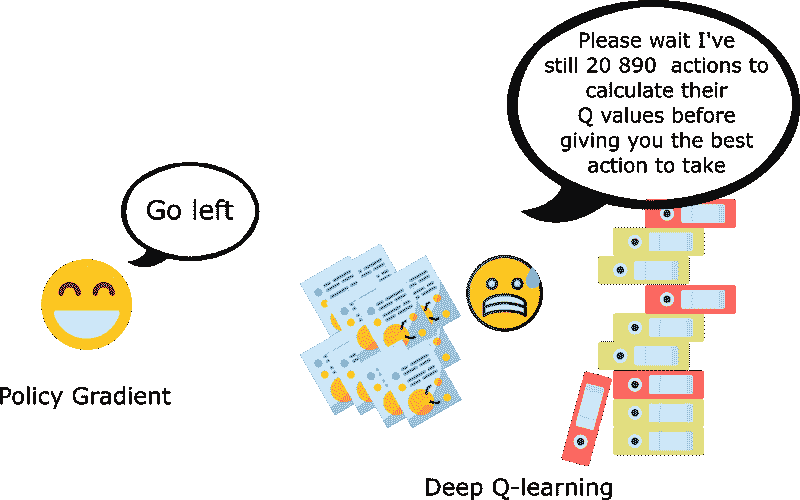 Please wait I've
still 20 890 actions to
calculate their
Q values before
giving you the best
action to take
Go left
Policy Gradient
Deep Q-learning